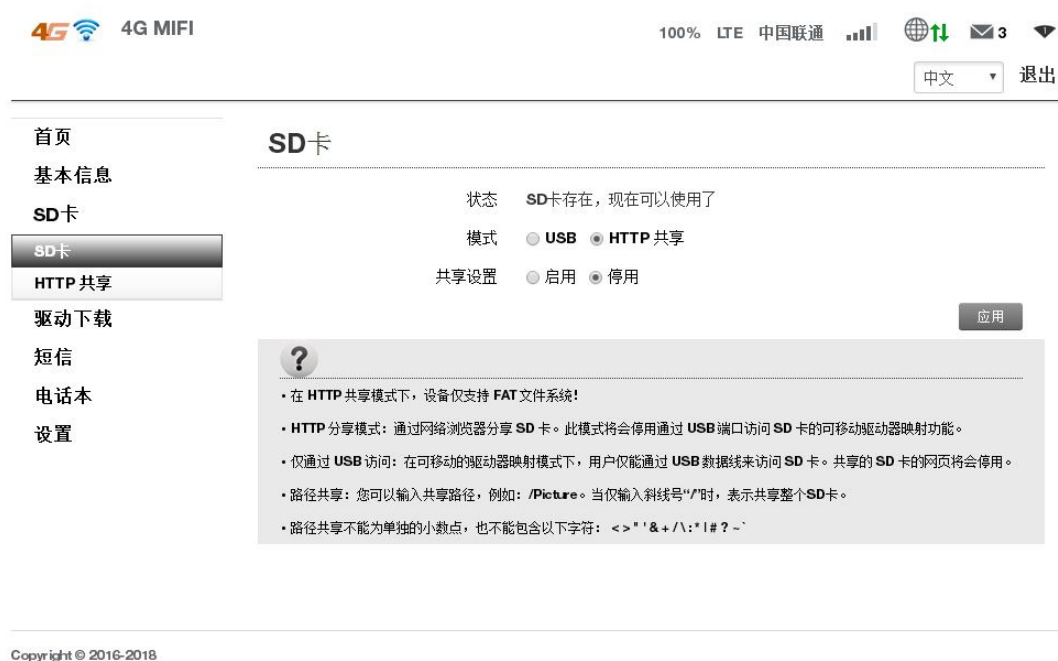 4G 4G MIFI 100% LTE 中国联通 3
中文 退出
首页
基本信息
SD卡
SD卡
HTTP 共享
驱动下载
短信
电话本
设置
SD卡
状态 SD卡存在，现在可以使用了
模式 USB HTTP 共享
共享设置 启用 停用
应用
?
• 在 HTTP 共享模式下，设备仅支持 FAT 文件系统!
• HTTP 分享模式：通过网络浏览器分享 SD 卡。此模式将会停用通过 USB 端口访问 SD 卡的可移动驱动器映射功能。
• 仅通过 USB 访问：在可移动的驱动器映射模式下，用户仅能通过 USB 数据线来访问 SD 卡。共享的 SD 卡的网页将会停用。
• 路径共享：您可以输入共享路径，例如：/Picture。当仅输入斜线号“/”时，表示共享整个SD卡。
• 路径共享不能为单独的小数点，也不能包含以下字符： < > " ' & + / \ : * | # ? ~ `
Copyright © 2016-2018